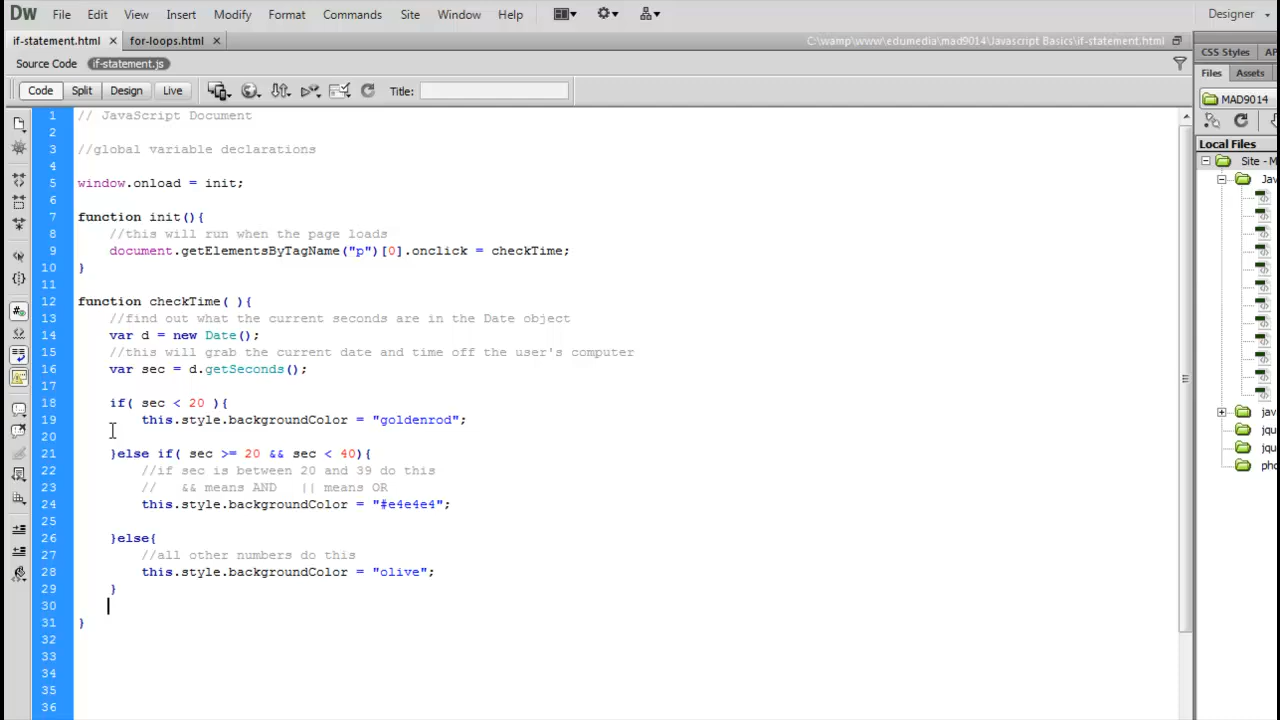 Dw File Edit View Insert Modify Format Commands Site Window Help Designer
if-statement.html × for-loops.html × C:\wamp\www\edumedia\mad9014\Javascript Basics\if-statement.html
CSS Styles AP
Source Code if-statement.js
Files Assets
Code Split Design Live Title:
MAD9014
Local Files
Site - M
Jav
jav
jqu
jqu
pho
1 // JavaScript Document
2
3 //global variable declarations
4
5 window.onload = init;
6
7 function init(){
8 //this will run when the page loads
9 document.getElementsByTagName("p")[0].onclick = checkTime;
10 }
11
12 function checkTime( ){
13 //find out what the current seconds are in the Date object
14 var d = new Date();
15 //this will grab the current date and time off the user's computer
16 var sec = d.getSeconds();
17
18 if( sec < 20 ){
19 this.style.backgroundColor = "goldenrod";
20
21 }else if( sec >= 20 && sec < 40){
22 //if sec is between 20 and 39 do this
23 // && means AND || means OR
24 this.style.backgroundColor = "#e4e4e4";
25
26 }else{
27 //all other numbers do this
28 this.style.backgroundColor = "olive";
29 }
30
31 }
32
33
34
35
36